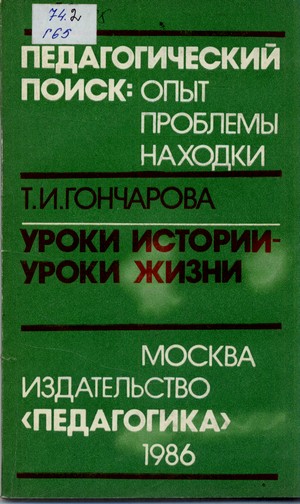 74.2
Г65
ПЕДАГОГИЧЕСКИЙ
ПОИСК: ОПЫТ
ПРОБЛЕМЫ
НАХОДКИ
Т.И.ГОНЧАРОВА
УРОКИ ИСТОРИИ-
УРОКИ ЖИЗНИ
МОСКВА
ИЗДАТЕЛЬСТВО
«ПЕДАГОГИКА»
1986